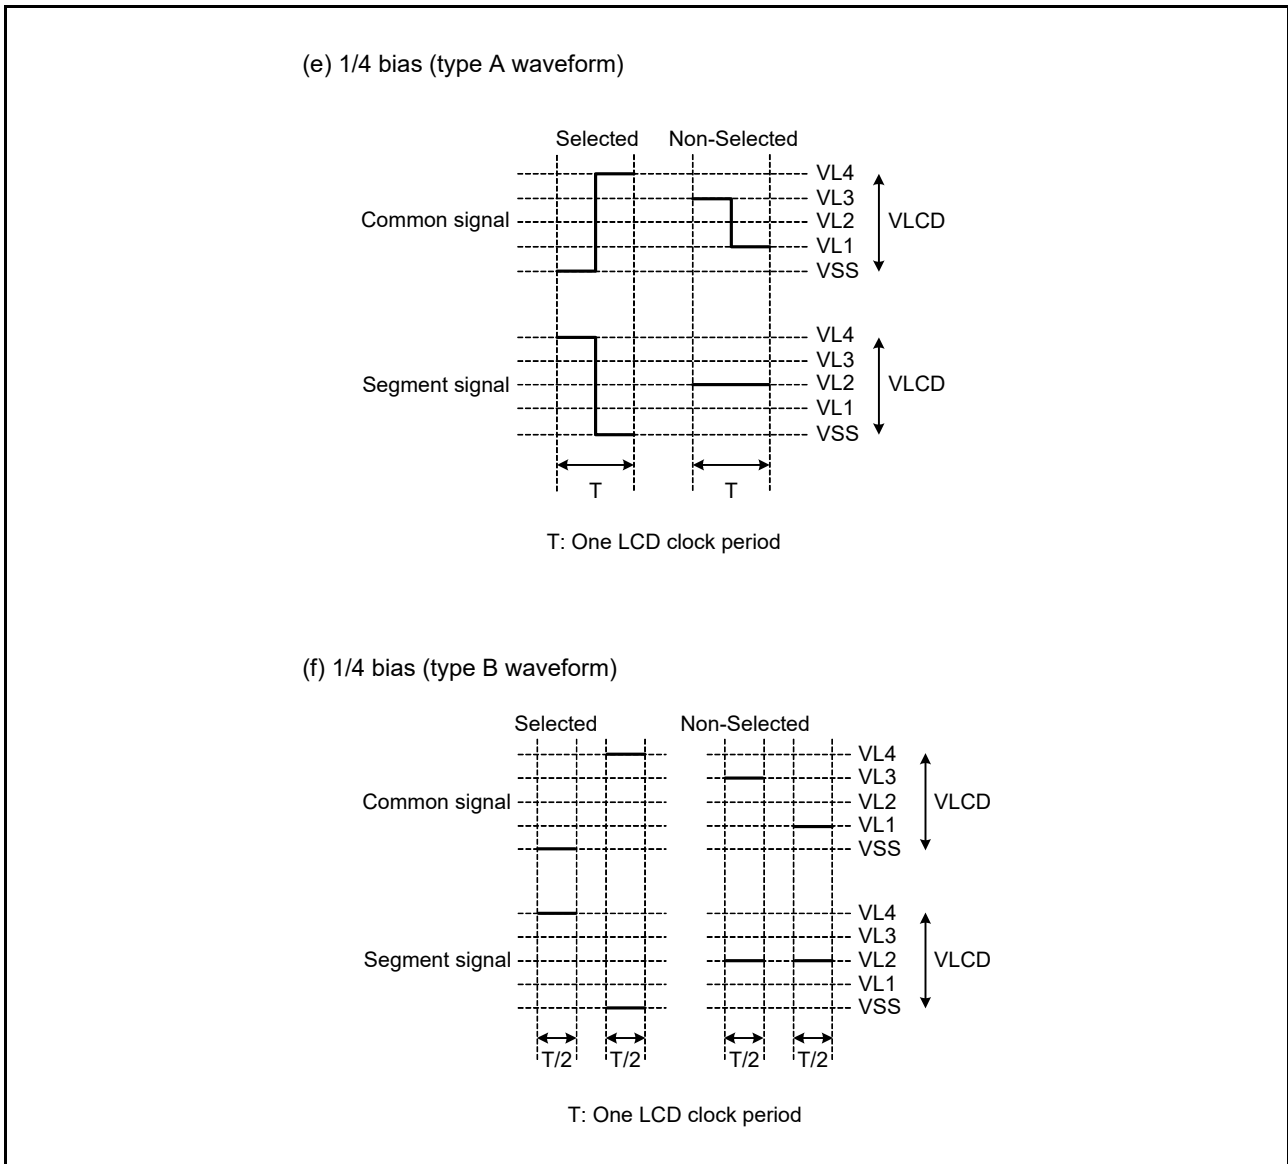 (e) 1/4 bias (type A waveform)
Selected
Non-Selected
Common signal
VL4
VL3
VL2
VL1
VSS
VLCD
Segment signal
VL4
VL3
VL2
VL1
VSS
VLCD
T
T
T: One LCD clock period
(f) 1/4 bias (type B waveform)
Selected
Non-Selected
Common signal
VL4
VL3
VL2
VL1
VSS
VLCD
Segment signal
VL4
VL3
VL2
VL1
VSS
VLCD
T/2
T/2
T/2
T/2
T: One LCD clock period